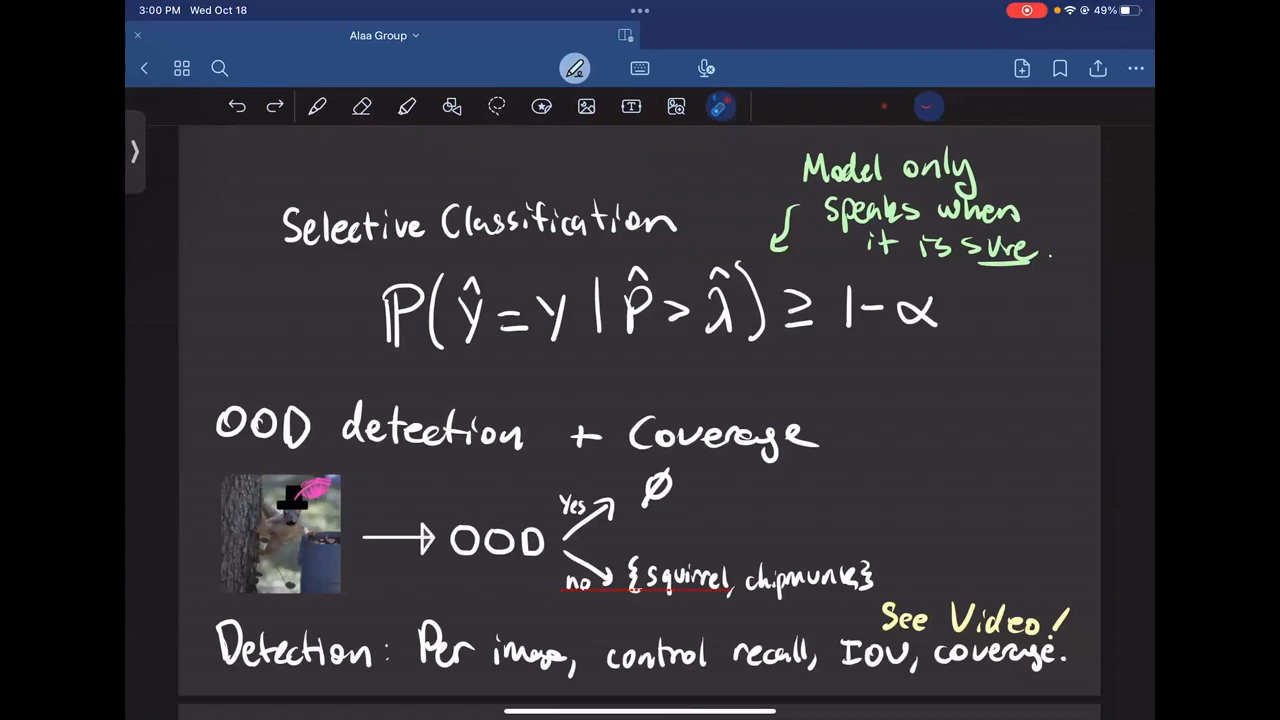 3:00 PM Wed Oct 18
49%
Alaa Group
Model only
speaks when
it is sure.
Selective Classification
ℙ(Ŷ = Y | P̂ > λ̂) ≥ 1 - α
OOD detection + Coverage
Yes
∅
OOD
no
{squirrel, chipmunk}
See Video!
Detection: Per image, control recall, IOU, coverage.